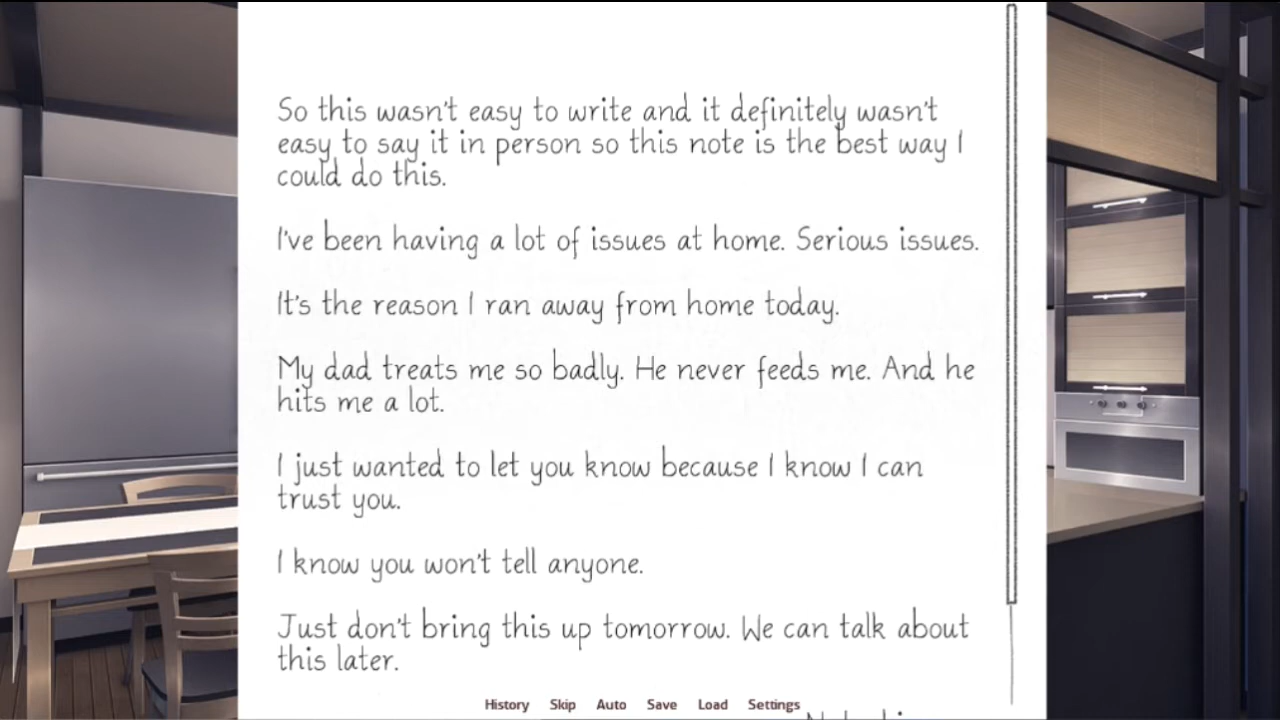 So this wasn't easy to write and it definitely wasn't
easy to say it in person so this note is the best way I
could do this.
I've been having a lot of issues at home. Serious issues.
It's the reason I ran away from home today.
My dad treats me so badly. He never feeds me. And he
hits me a lot.
I just wanted to let you know because I know I can
trust you.
I know you won't tell anyone.
Just don't bring this up tomorrow. We can talk about
this later.
History Skip Auto Save Load Settings